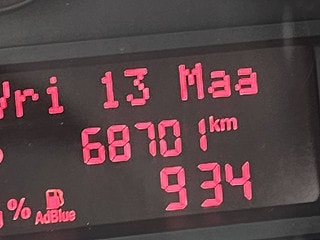 Vri 13 Maa
68701 km
934
% AdBlue